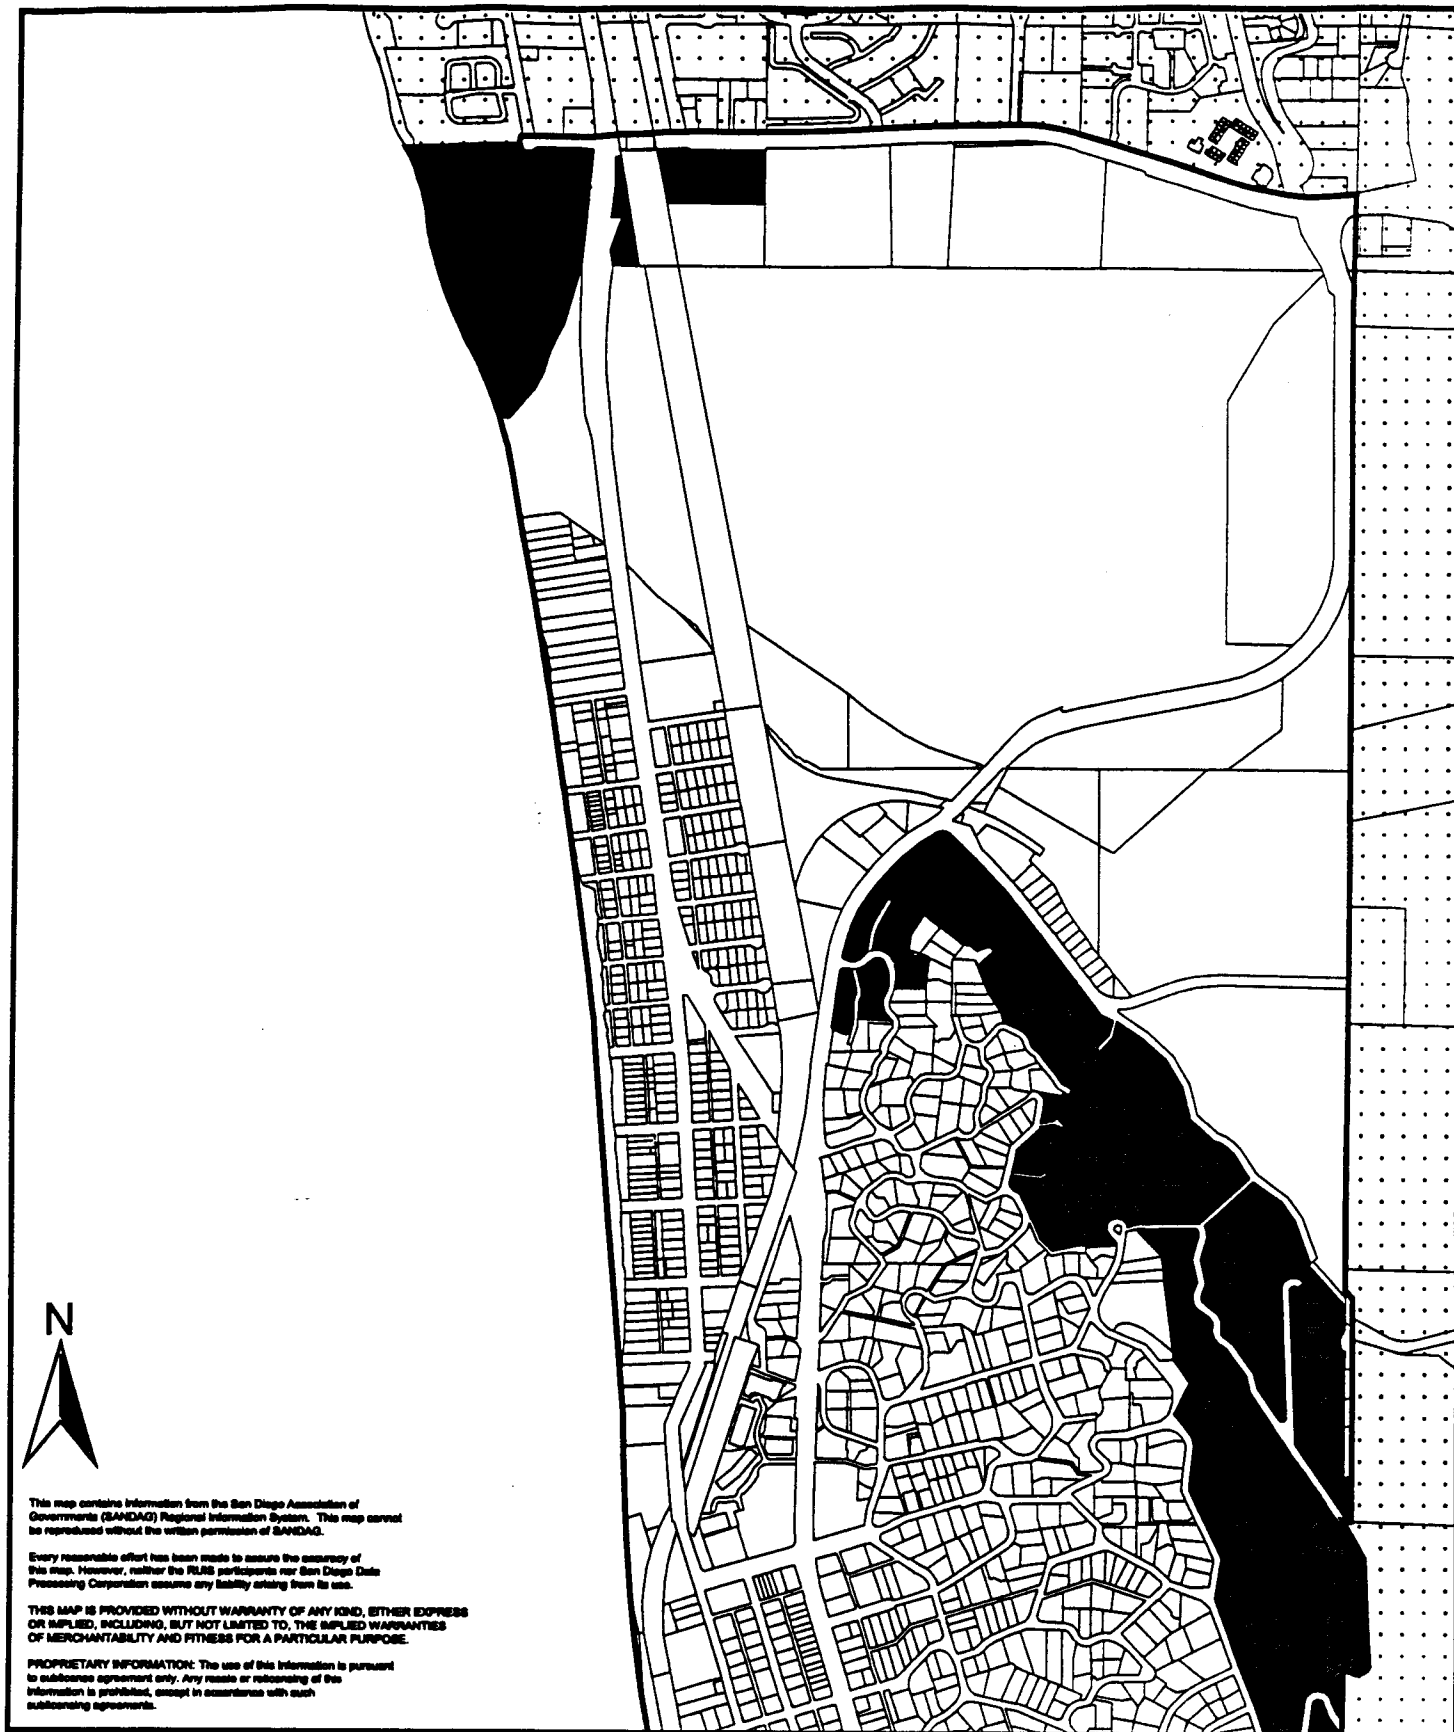 N
This map contains information from the San Diego Association of
Governments (SANDAG) Regional Information System. This map cannot
be reproduced without the written permission of SANDAG.
Every reasonable effort has been made to assure the accuracy of
this map. However, neither the RUIS participants nor San Diego Data
Processing Corporation assume any liability arising from its use.
THIS MAP IS PROVIDED WITHOUT WARRANTY OF ANY KIND, EITHER EXPRESS
OR IMPLIED, INCLUDING, BUT NOT LIMITED TO, THE IMPLIED WARRANTIES
OF MERCHANTABILITY AND FITNESS FOR A PARTICULAR PURPOSE.
PROPRIETARY INFORMATION: The use of this information is pursuant
to sublicense agreement only. Any resale or relicensing of this
information is prohibited, except in accordance with such
sublicensing agreements.